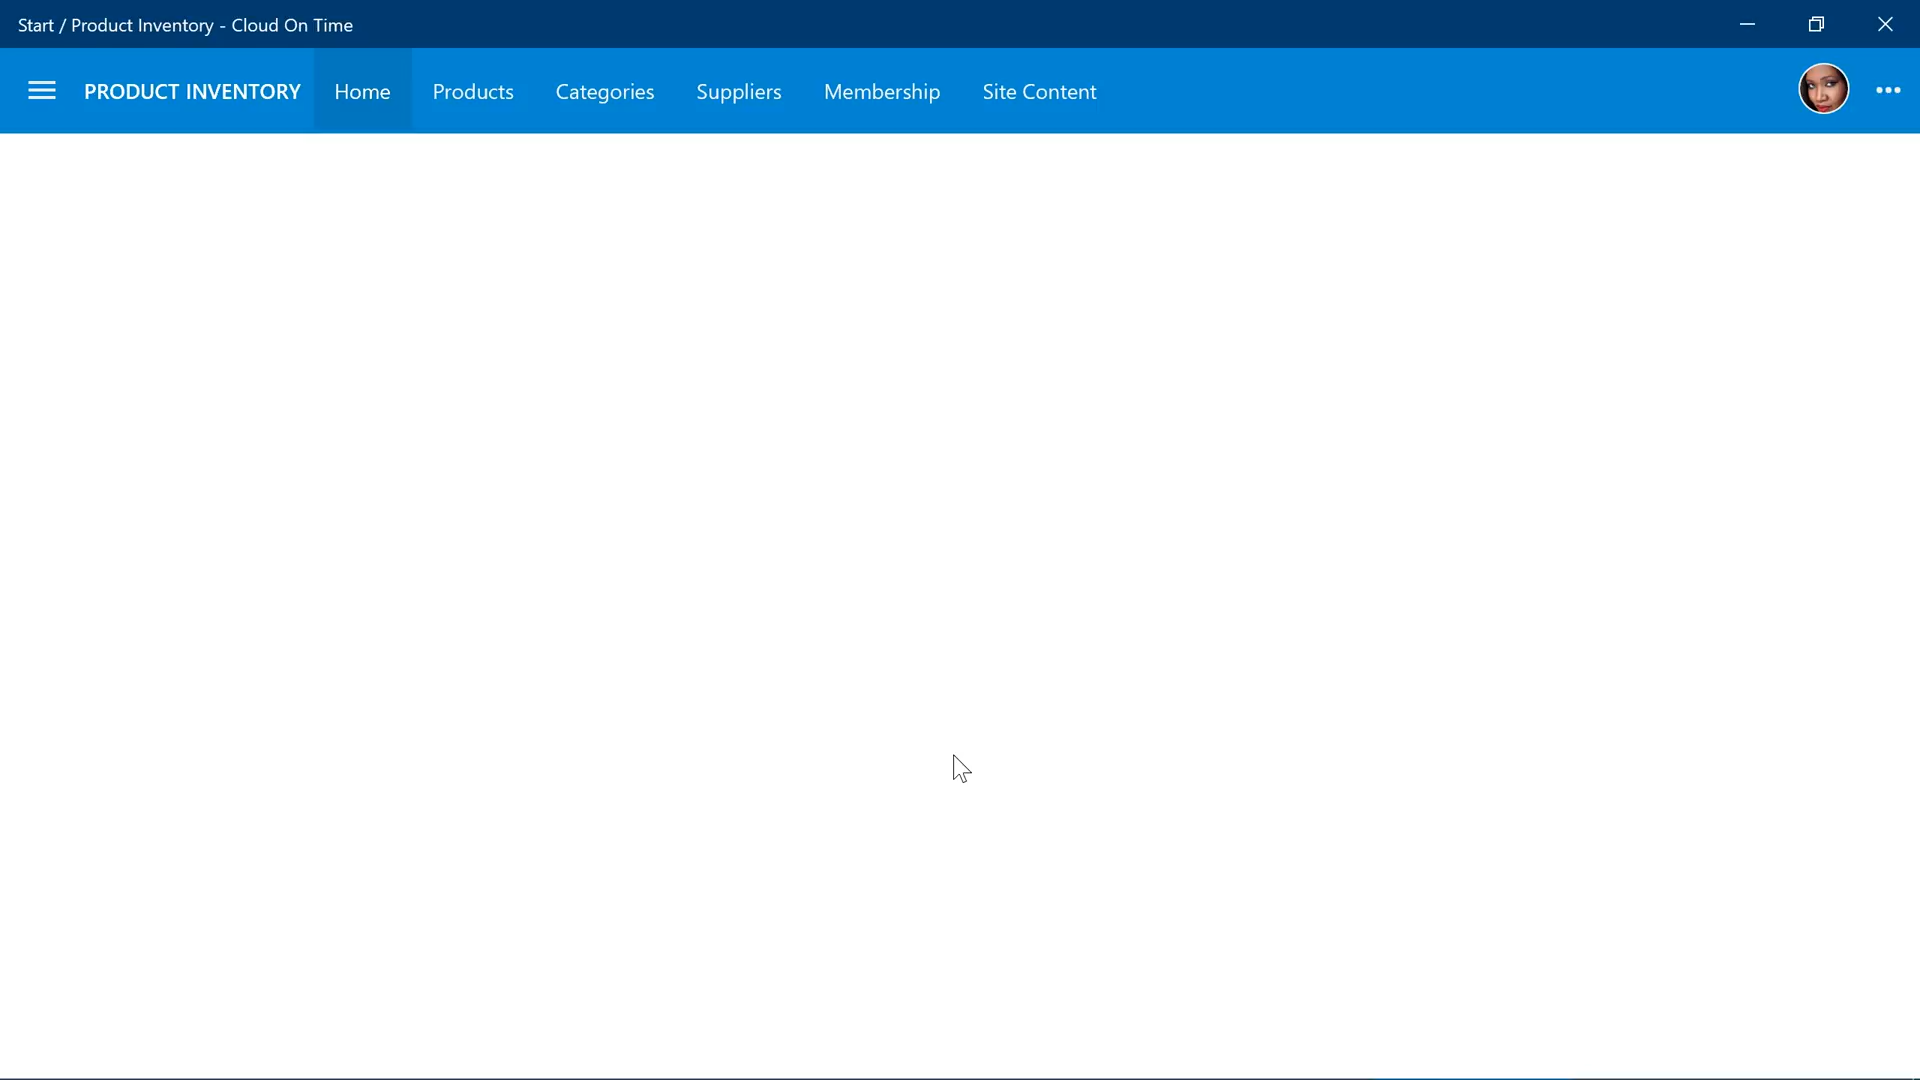 Start / Product Inventory - Cloud On Time
PRODUCT INVENTORY Home Products Categories Suppliers Membership Site Content